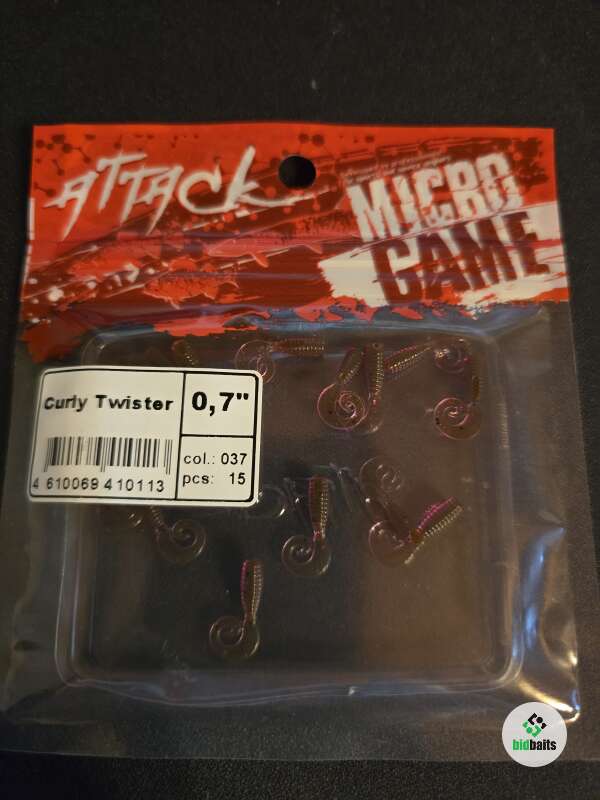 ATTACK
MICRO
GAME
Curly Twister
0,7"
col.: 037
pcs: 15
4 610069 410113
bidbaits